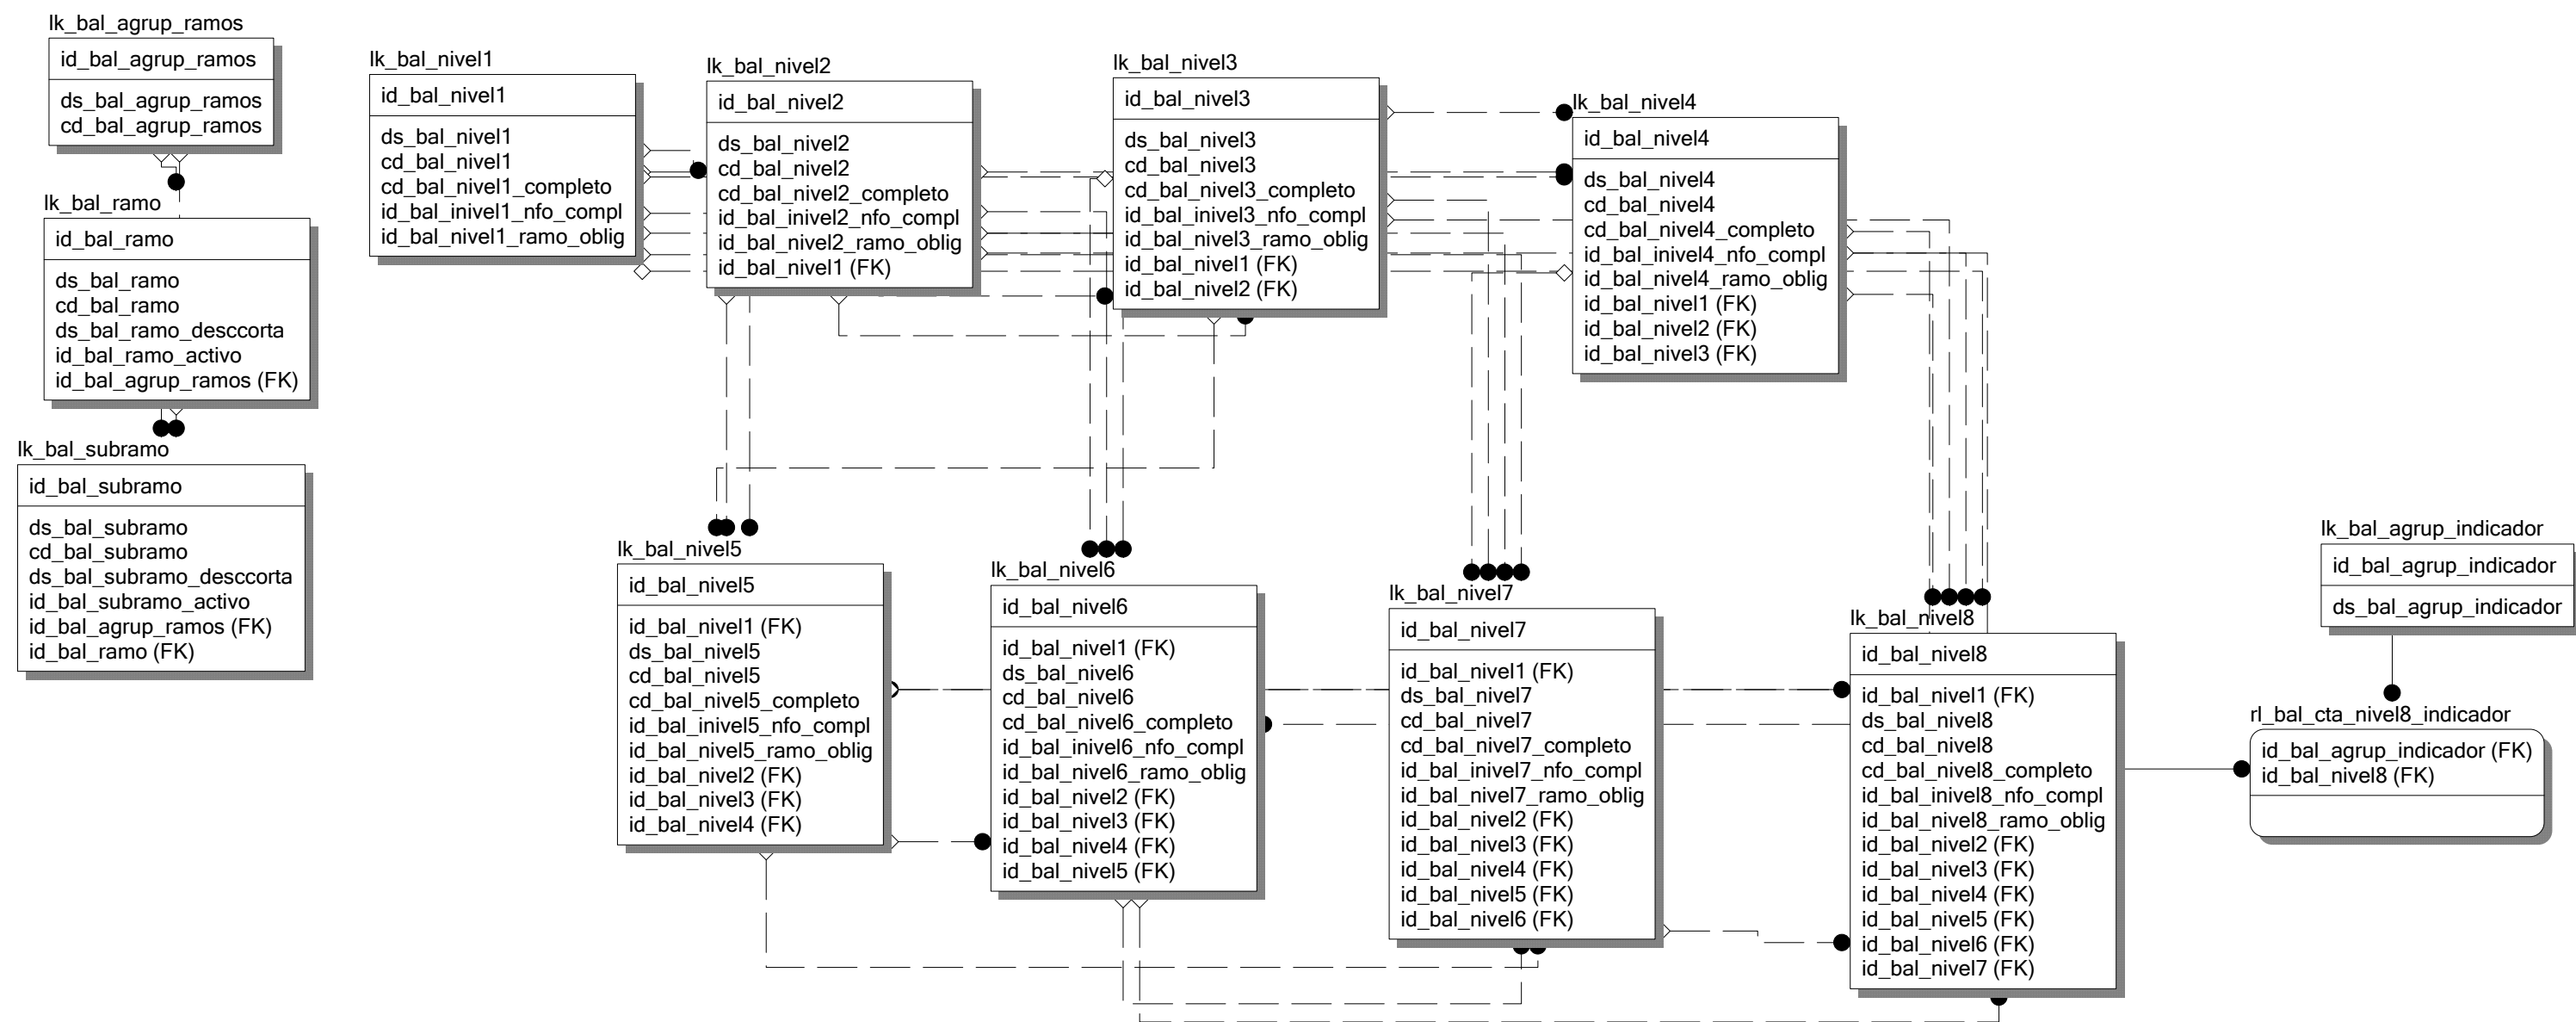 lk_bal_agrup_ramos
id_bal_agrup_ramos
ds_bal_agrup_ramos
cd_bal_agrup_ramos
lk_bal_ramo
id_bal_ramo
ds_bal_ramo
cd_bal_ramo
ds_bal_ramo_desccorta
id_bal_ramo_activo
id_bal_agrup_ramos (FK)
lk_bal_subramo
id_bal_subramo
ds_bal_subramo
cd_bal_subramo
ds_bal_subramo_desccorta
id_bal_subramo_activo
id_bal_agrup_ramos (FK)
id_bal_ramo (FK)
lk_bal_nivel1
id_bal_nivel1
ds_bal_nivel1
cd_bal_nivel1
cd_bal_nivel1_completo
id_bal_inivel1_nfo_compl
id_bal_nivel1_ramo_oblig
lk_bal_nivel2
id_bal_nivel2
ds_bal_nivel2
cd_bal_nivel2
cd_bal_nivel2_completo
id_bal_inivel2_nfo_compl
id_bal_nivel2_ramo_oblig
id_bal_nivel1 (FK)
lk_bal_nivel3
id_bal_nivel3
ds_bal_nivel3
cd_bal_nivel3
cd_bal_nivel3_completo
id_bal_inivel3_nfo_compl
id_bal_nivel3_ramo_oblig
id_bal_nivel1 (FK)
id_bal_nivel2 (FK)
lk_bal_nivel4
id_bal_nivel4
ds_bal_nivel4
cd_bal_nivel4
cd_bal_nivel4_completo
id_bal_inivel4_nfo_compl
id_bal_nivel4_ramo_oblig
id_bal_nivel1 (FK)
id_bal_nivel2 (FK)
id_bal_nivel3 (FK)
lk_bal_nivel5
id_bal_nivel5
id_bal_nivel1 (FK)
ds_bal_nivel5
cd_bal_nivel5
cd_bal_nivel5_completo
id_bal_inivel5_nfo_compl
id_bal_nivel5_ramo_oblig
id_bal_nivel2 (FK)
id_bal_nivel3 (FK)
id_bal_nivel4 (FK)
lk_bal_nivel6
id_bal_nivel6
id_bal_nivel1 (FK)
ds_bal_nivel6
cd_bal_nivel6
cd_bal_nivel6_completo
id_bal_inivel6_nfo_compl
id_bal_nivel6_ramo_oblig
id_bal_nivel2 (FK)
id_bal_nivel3 (FK)
id_bal_nivel4 (FK)
id_bal_nivel5 (FK)
lk_bal_nivel7
id_bal_nivel7
id_bal_nivel1 (FK)
ds_bal_nivel7
cd_bal_nivel7
cd_bal_nivel7_completo
id_bal_inivel7_nfo_compl
id_bal_nivel7_ramo_oblig
id_bal_nivel2 (FK)
id_bal_nivel3 (FK)
id_bal_nivel4 (FK)
id_bal_nivel5 (FK)
id_bal_nivel6 (FK)
lk_bal_nivel8
id_bal_nivel8
id_bal_nivel1 (FK)
ds_bal_nivel8
cd_bal_nivel8
cd_bal_nivel8_completo
id_bal_inivel8_nfo_compl
id_bal_nivel8_ramo_oblig
id_bal_nivel2 (FK)
id_bal_nivel3 (FK)
id_bal_nivel4 (FK)
id_bal_nivel5 (FK)
id_bal_nivel6 (FK)
id_bal_nivel7 (FK)
lk_bal_agrup_indicador
id_bal_agrup_indicador
ds_bal_agrup_indicador
rl_bal_cta_nivel8_indicador
id_bal_agrup_indicador (FK)
id_bal_nivel8 (FK)